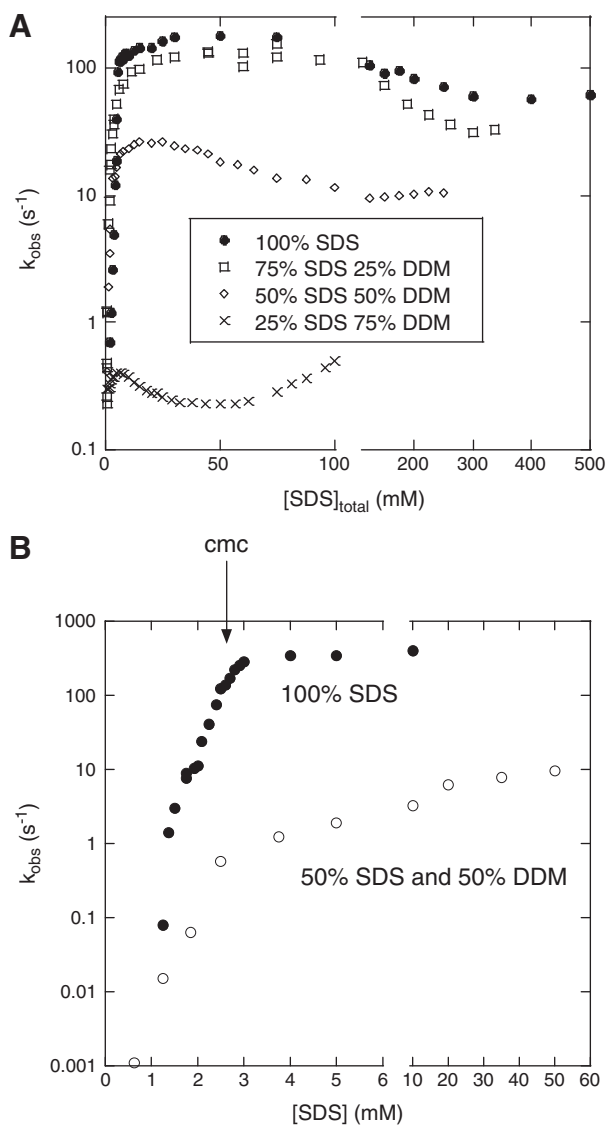 A
100
10
1
0.1
k_obs (s⁻¹)
100% SDS
75% SDS 25% DDM
50% SDS 50% DDM
25% SDS 75% DDM
0 50 100 200 300 400 500
[SDS]_total (mM)
B
cmc
1000
100
10
1
0.1
0.01
0.001
k_obs (s⁻¹)
100% SDS
50% SDS and 50% DDM
0 1 2 3 4 5 10 20 30 40 50 60
[SDS] (mM)